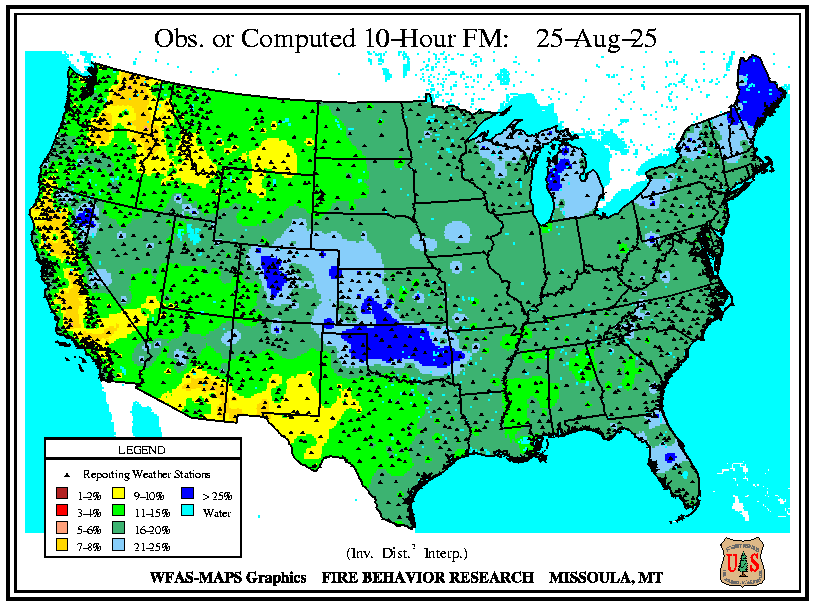 Obs. or Computed 10-Hour FM: 25-Aug-25
LEGEND
Reporting Weather Stations
1-2% 9-10% > 25%
3-4% 11-15% Water
5-6% 16-20%
7-8% 21-25%
(Inv. Dist.² Interp.)
WFAS-MAPS Graphics FIRE BEHAVIOR RESEARCH MISSOULA, MT
US